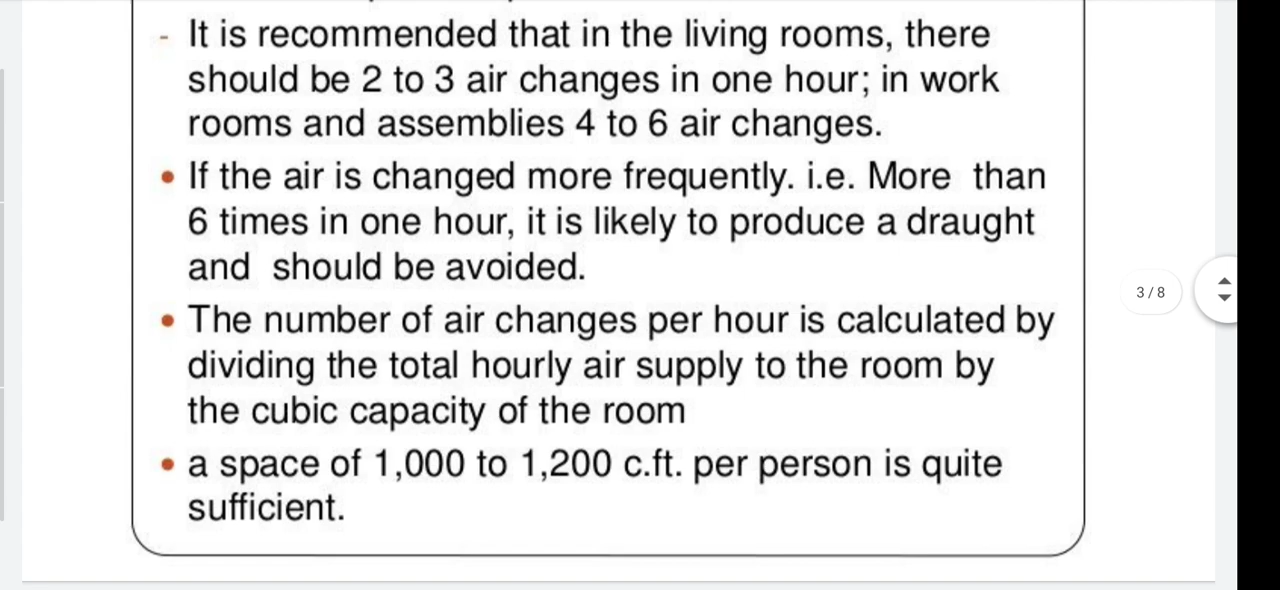 - It is recommended that in the living rooms, there
should be 2 to 3 air changes in one hour; in work
rooms and assemblies 4 to 6 air changes.
• If the air is changed more frequently. i.e. More than
6 times in one hour, it is likely to produce a draught
and should be avoided.
• The number of air changes per hour is calculated by
dividing the total hourly air supply to the room by
the cubic capacity of the room
• a space of 1,000 to 1,200 c.ft. per person is quite
sufficient.
3 / 8